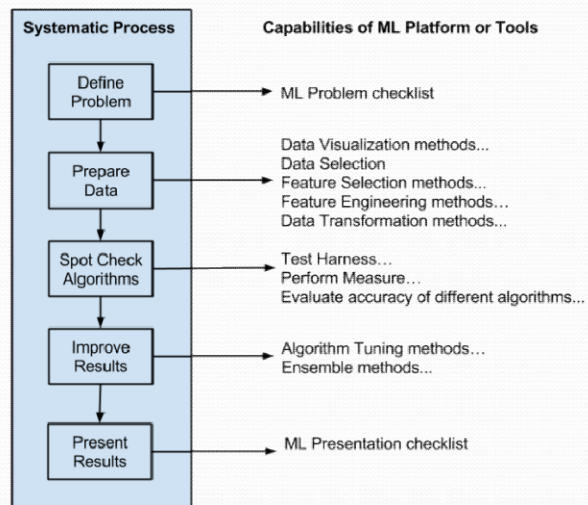 Systematic Process
Capabilities of ML Platform or Tools
Define
Problem
ML Problem checklist
Prepare
Data
Data Visualization methods...
Data Selection
Feature Selection methods...
Feature Engineering methods…
Data Transformation methods...
Spot Check
Algorithms
Test Harness…
Perform Measure…
Evaluate accuracy of different algorithms...
Improve
Results
Algorithm Tuning methods…
Ensemble methods...
Present
Results
ML Presentation checklist